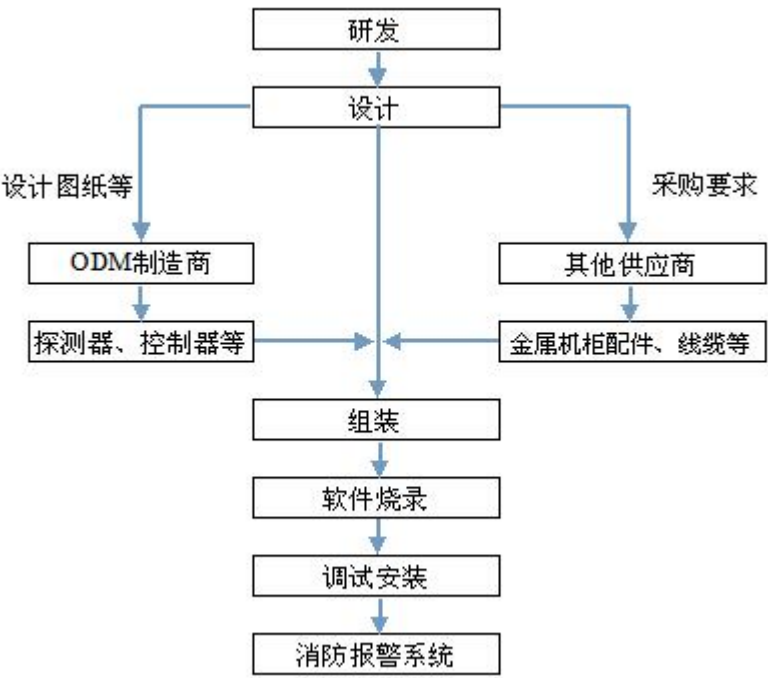 研发
设计
设计图纸等
采购要求
ODM制造商
其他供应商
探测器、控制器等
金属机柜配件、线缆等
组装
软件烧录
调试安装
消防报警系统